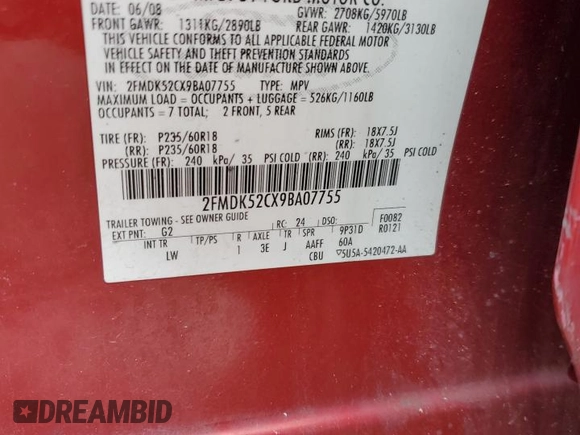 DATE: 06/08 GVWR: 2708KG/5970LB
FRONT GAWR: 1311KG/2890LB REAR GAWR: 1420KG/3130LB
THIS VEHICLE CONFORMS TO ALL APPLICABLE FEDERAL MOTOR
VEHICLE SAFETY AND THEFT PREVENTION STANDARDS
IN EFFECT ON THE DATE OF MANUFACTURE SHOWN ABOVE.
VIN: 2FMDK52CX9BA07755 TYPE: MPV
MAXIMUM LOAD = OCCUPANTS + LUGGAGE = 526KG/1160LB
OCCUPANTS = 7 TOTAL; 2 FRONT, 5 REAR
TIRE (FR): P235/60R18 RIMS (FR): 18X7.5J
(RR): P235/60R18 (RR): 18X7.5J
PRESSURE (FR): 240 kPa/ 35 PSI COLD (RR): 240 kPa/ 35 PSI COLD
2FMDK52CX9BA07755
TRAILER TOWING - SEE OWNER GUIDE
EXT PNT: G2 RC: 24 DSO: 9P31D F0082
R0121
INT TR TP/PS R AXLE TR SPR 60A
LW 1 3E J AAFF CBU 5U5A-5420472-AA
DREAMBID